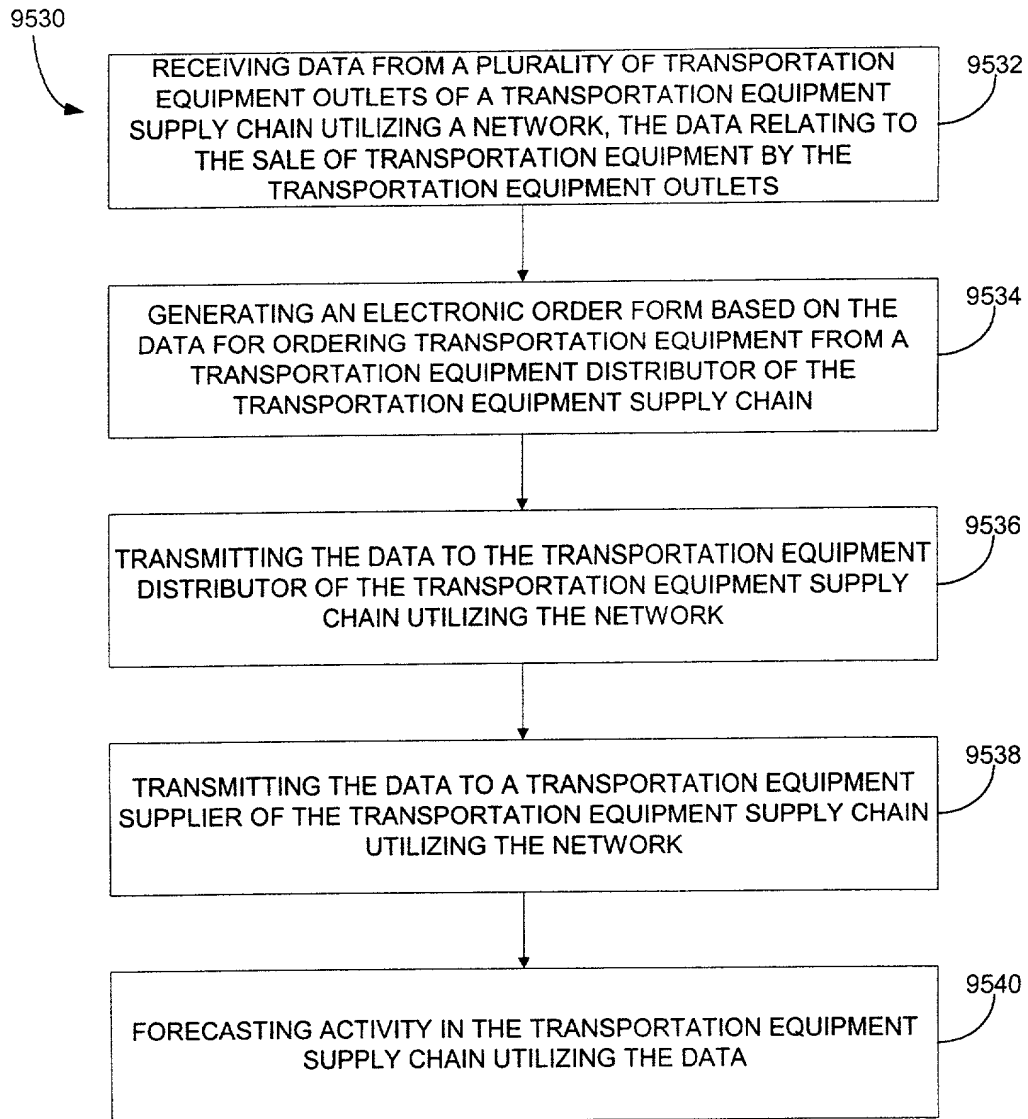 9530
RECEIVING DATA FROM A PLURALITY OF TRANSPORTATION
EQUIPMENT OUTLETS OF A TRANSPORTATION EQUIPMENT
SUPPLY CHAIN UTILIZING A NETWORK, THE DATA RELATING TO
THE SALE OF TRANSPORTATION EQUIPMENT BY THE
TRANSPORTATION EQUIPMENT OUTLETS
9532
GENERATING AN ELECTRONIC ORDER FORM BASED ON THE
DATA FOR ORDERING TRANSPORTATION EQUIPMENT FROM A
TRANSPORTATION EQUIPMENT DISTRIBUTOR OF THE
TRANSPORTATION EQUIPMENT SUPPLY CHAIN
9534
TRANSMITTING THE DATA TO THE TRANSPORTATION EQUIPMENT
DISTRIBUTOR OF THE TRANSPORTATION EQUIPMENT SUPPLY
CHAIN UTILIZING THE NETWORK
9536
TRANSMITTING THE DATA TO A TRANSPORTATION EQUIPMENT
SUPPLIER OF THE TRANSPORTATION EQUIPMENT SUPPLY CHAIN
UTILIZING THE NETWORK
9538
FORECASTING ACTIVITY IN THE TRANSPORTATION EQUIPMENT
SUPPLY CHAIN UTILIZING THE DATA
9540